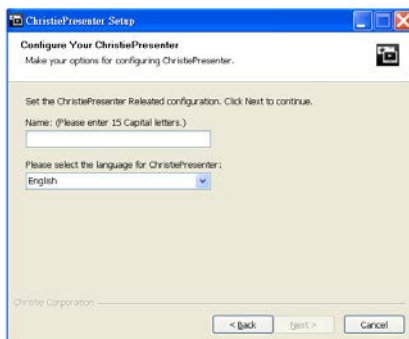 ChristiePresenter Setup
Configure Your ChristiePresenter
Make your options for configuring ChristiePresenter.
Set the ChristiePresenter Releated configuration. Click Next to continue.
Name: (Please enter 15 Capital letters.)
Please select the language for ChristiePresenter:
English
Christie Corporation
< Back
Next >
Cancel